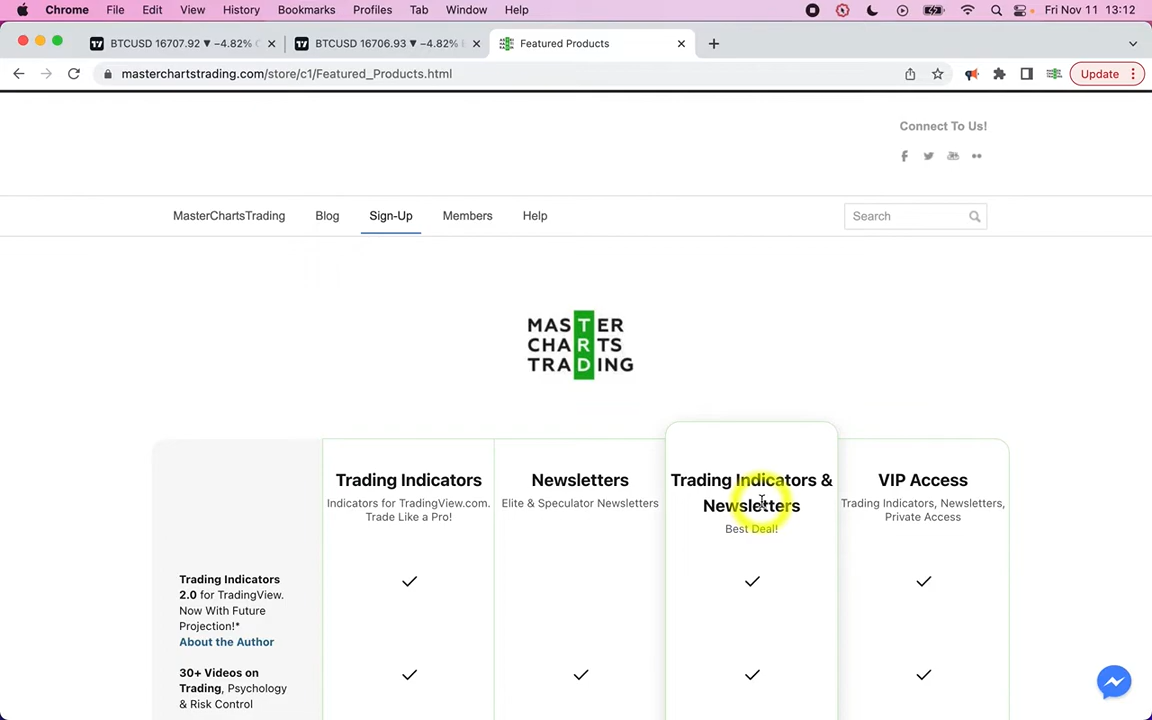 Chrome File Edit View History Bookmarks Profiles Tab Window Help Fri Nov 11 13:12
BTCUSD 16707.92 ▼ −4.82% BTCUSD 16706.93 ▼ −4.82% Featured Products
masterchartstrading.com/store/c1/Featured_Products.html Update
Connect To Us!
MasterChartsTrading Blog Sign-Up Members Help Search
MASTER
CHARTS
TRADING
Trading Indicators
Indicators for TradingView.com.
Trade Like a Pro!
Newsletters
Elite & Speculator Newsletters
Trading Indicators &
Newsletters
Best Deal!
VIP Access
Trading Indicators, Newsletters,
Private Access
Trading Indicators
2.0 for TradingView.
Now With Future
Projection!*
About the Author
30+ Videos on
Trading, Psychology
& Risk Control